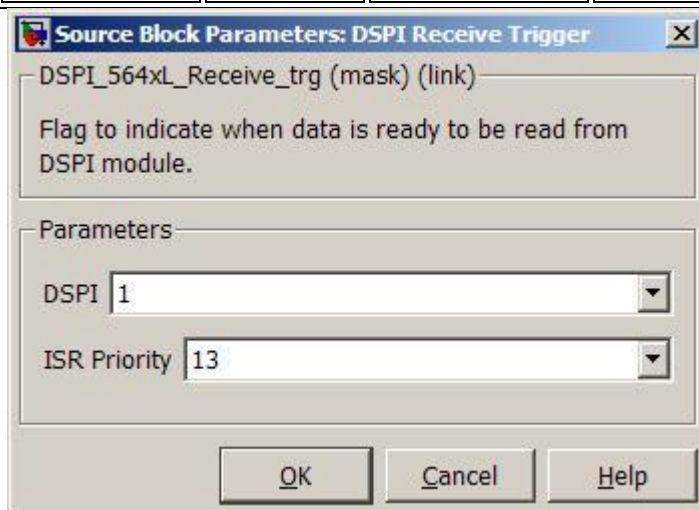 Source Block Parameters: DSPI Receive Trigger
DSPI_564xL_Receive_trg (mask) (link)
Flag to indicate when data is ready to be read from
DSPI module.
Parameters
DSPI 1
ISR Priority 13
OK Cancel Help